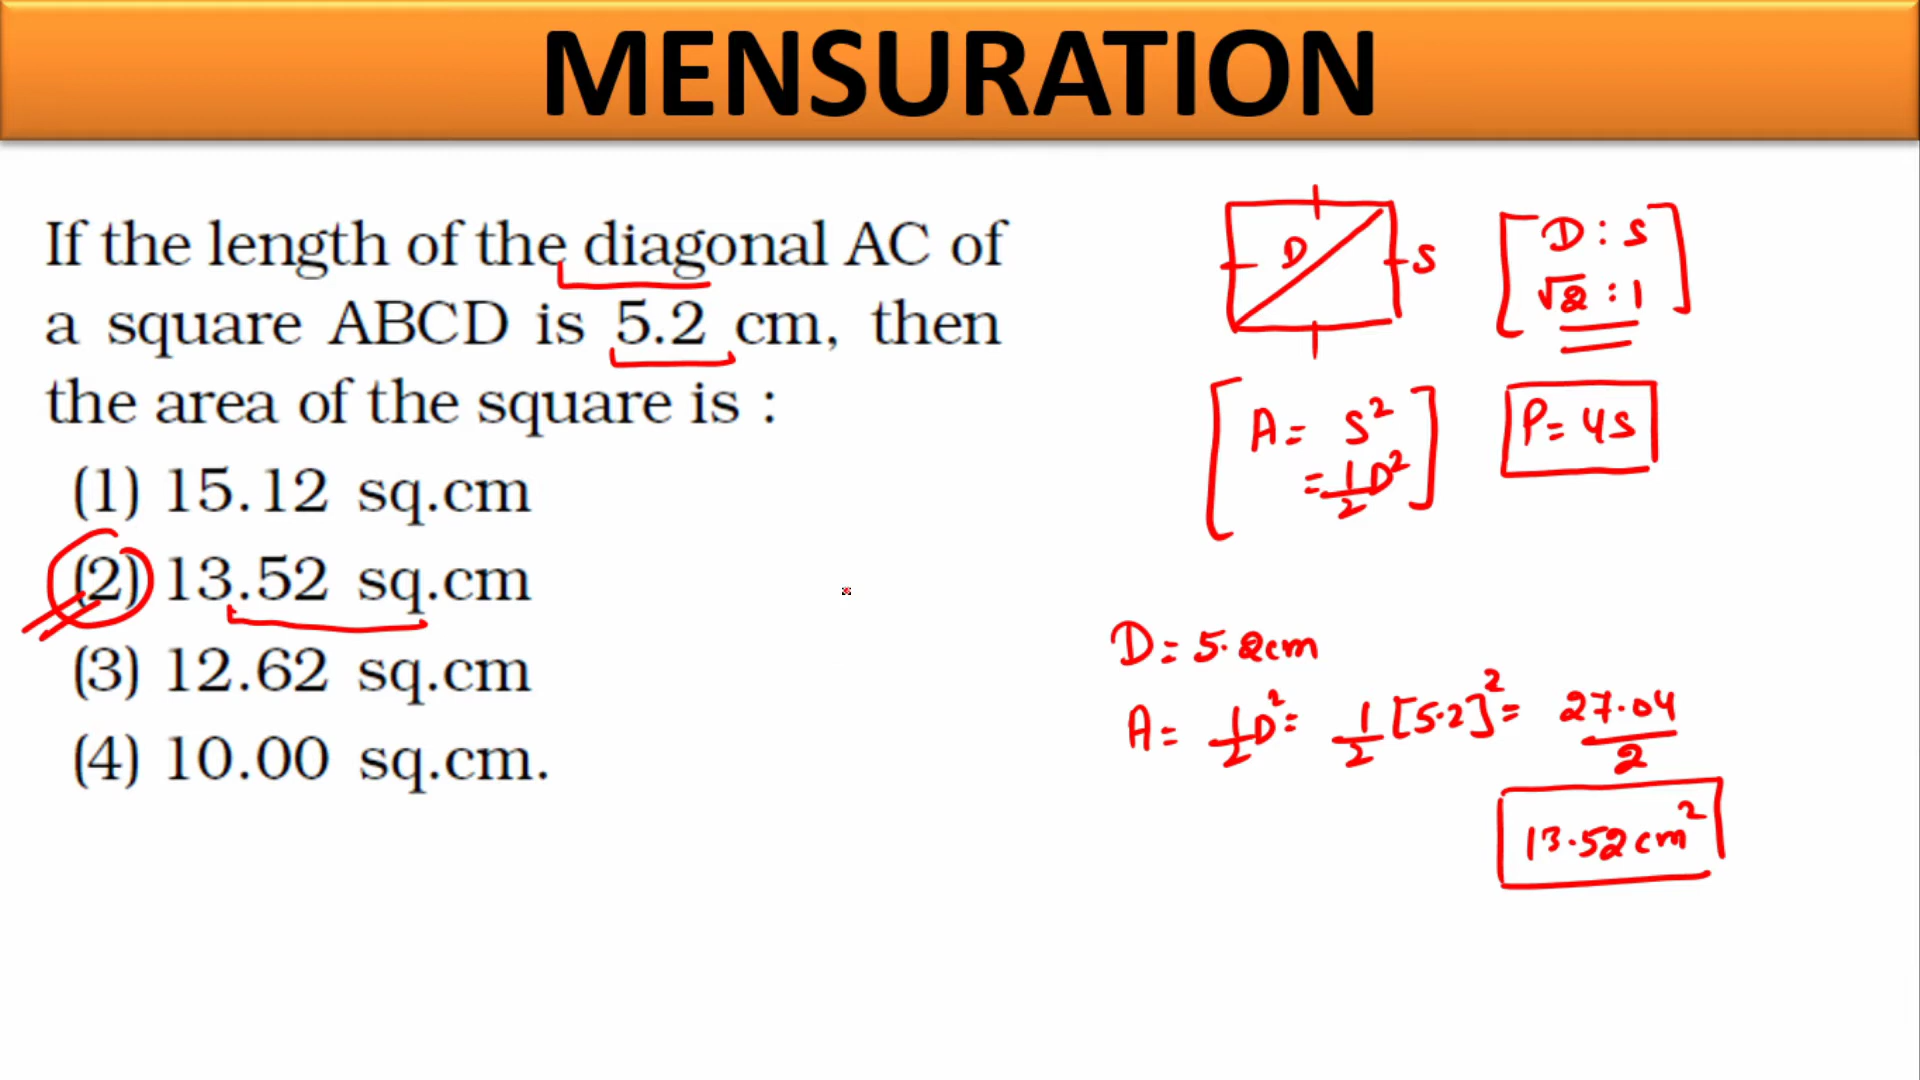 MENSURATION
If the length of the diagonal AC of
a square ABCD is 5.2 cm, then
the area of the square is :
(1) 15.12 sq.cm
(2) 13.52 sq.cm
(3) 12.62 sq.cm
(4) 10.00 sq.cm.
D
S
D : S
√2 : 1
A = S²
= 1/2 D²
P = 4S
D = 5.2cm
A = 1/2 D² = 1/2 [5.2]² = 27.04/2
13.52 cm²